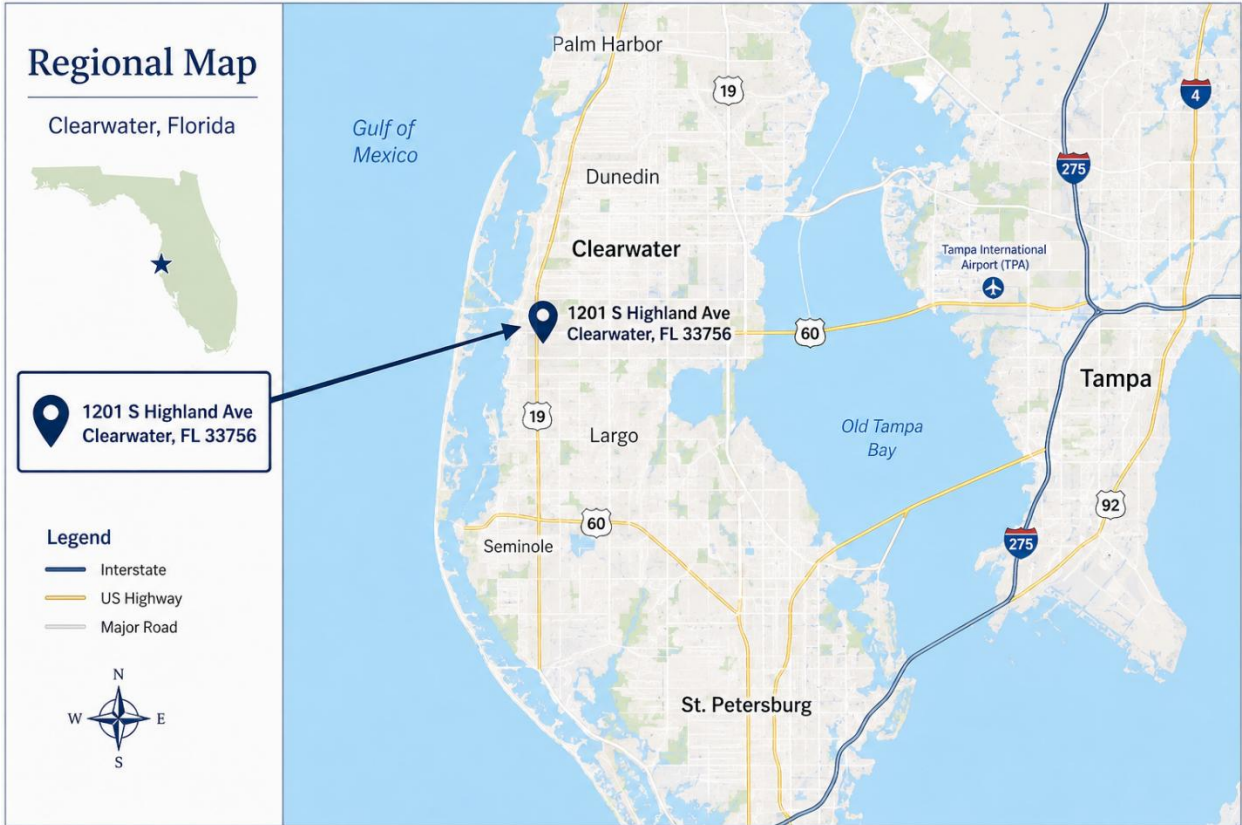 Regional Map
Clearwater, Florida
1201 S Highland Ave
Clearwater, FL 33756
Legend
Interstate
US Highway
Major Road
N
W
E
S
Palm Harbor
19
4
Gulf of
Mexico
275
Dunedin
Clearwater
Tampa International
Airport (TPA)
1201 S Highland Ave
Clearwater, FL 33756
60
Tampa
19
Largo
Old Tampa
Bay
92
60
Seminole
275
St. Petersburg